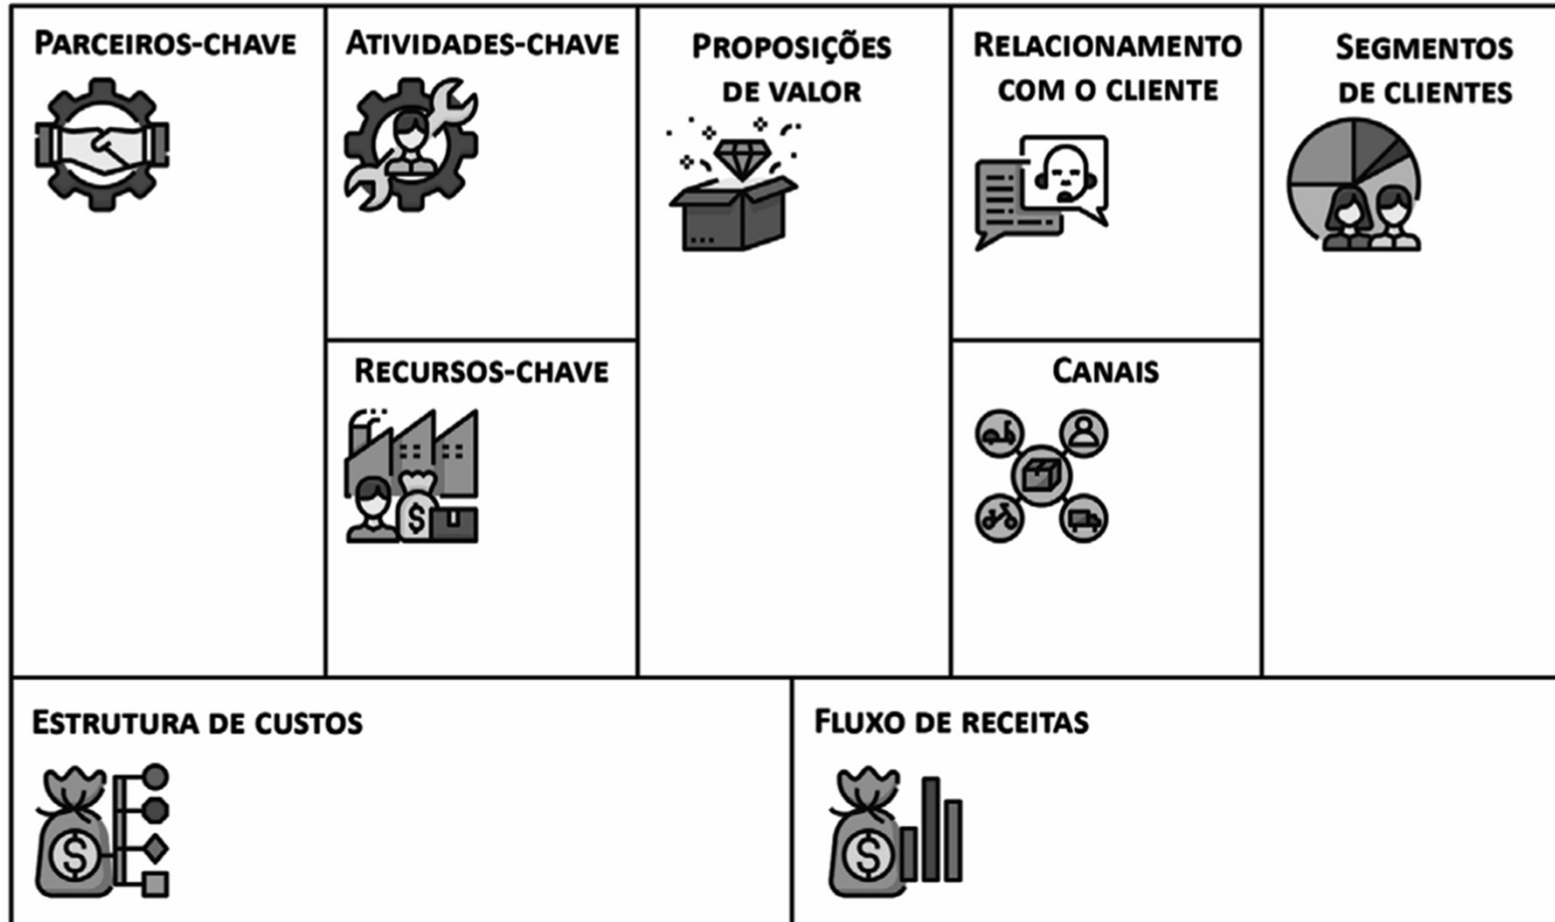 PARCEIROS-CHAVE
ATIVIDADES-CHAVE
PROPOSIÇÕES
DE VALOR
RELACIONAMENTO
COM O CLIENTE
SEGMENTOS
DE CLIENTES
RECURSOS-CHAVE
$
CANAIS
ESTRUTURA DE CUSTOS
$
FLUXO DE RECEITAS
$